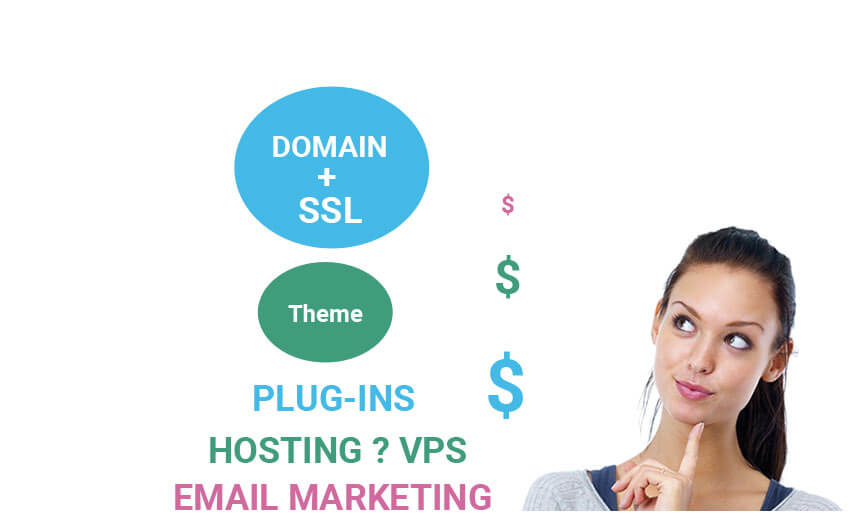 DOMAIN
+
SSL
$
$
Theme
$
PLUG-INS
HOSTING ? VPS
EMAIL MARKETING